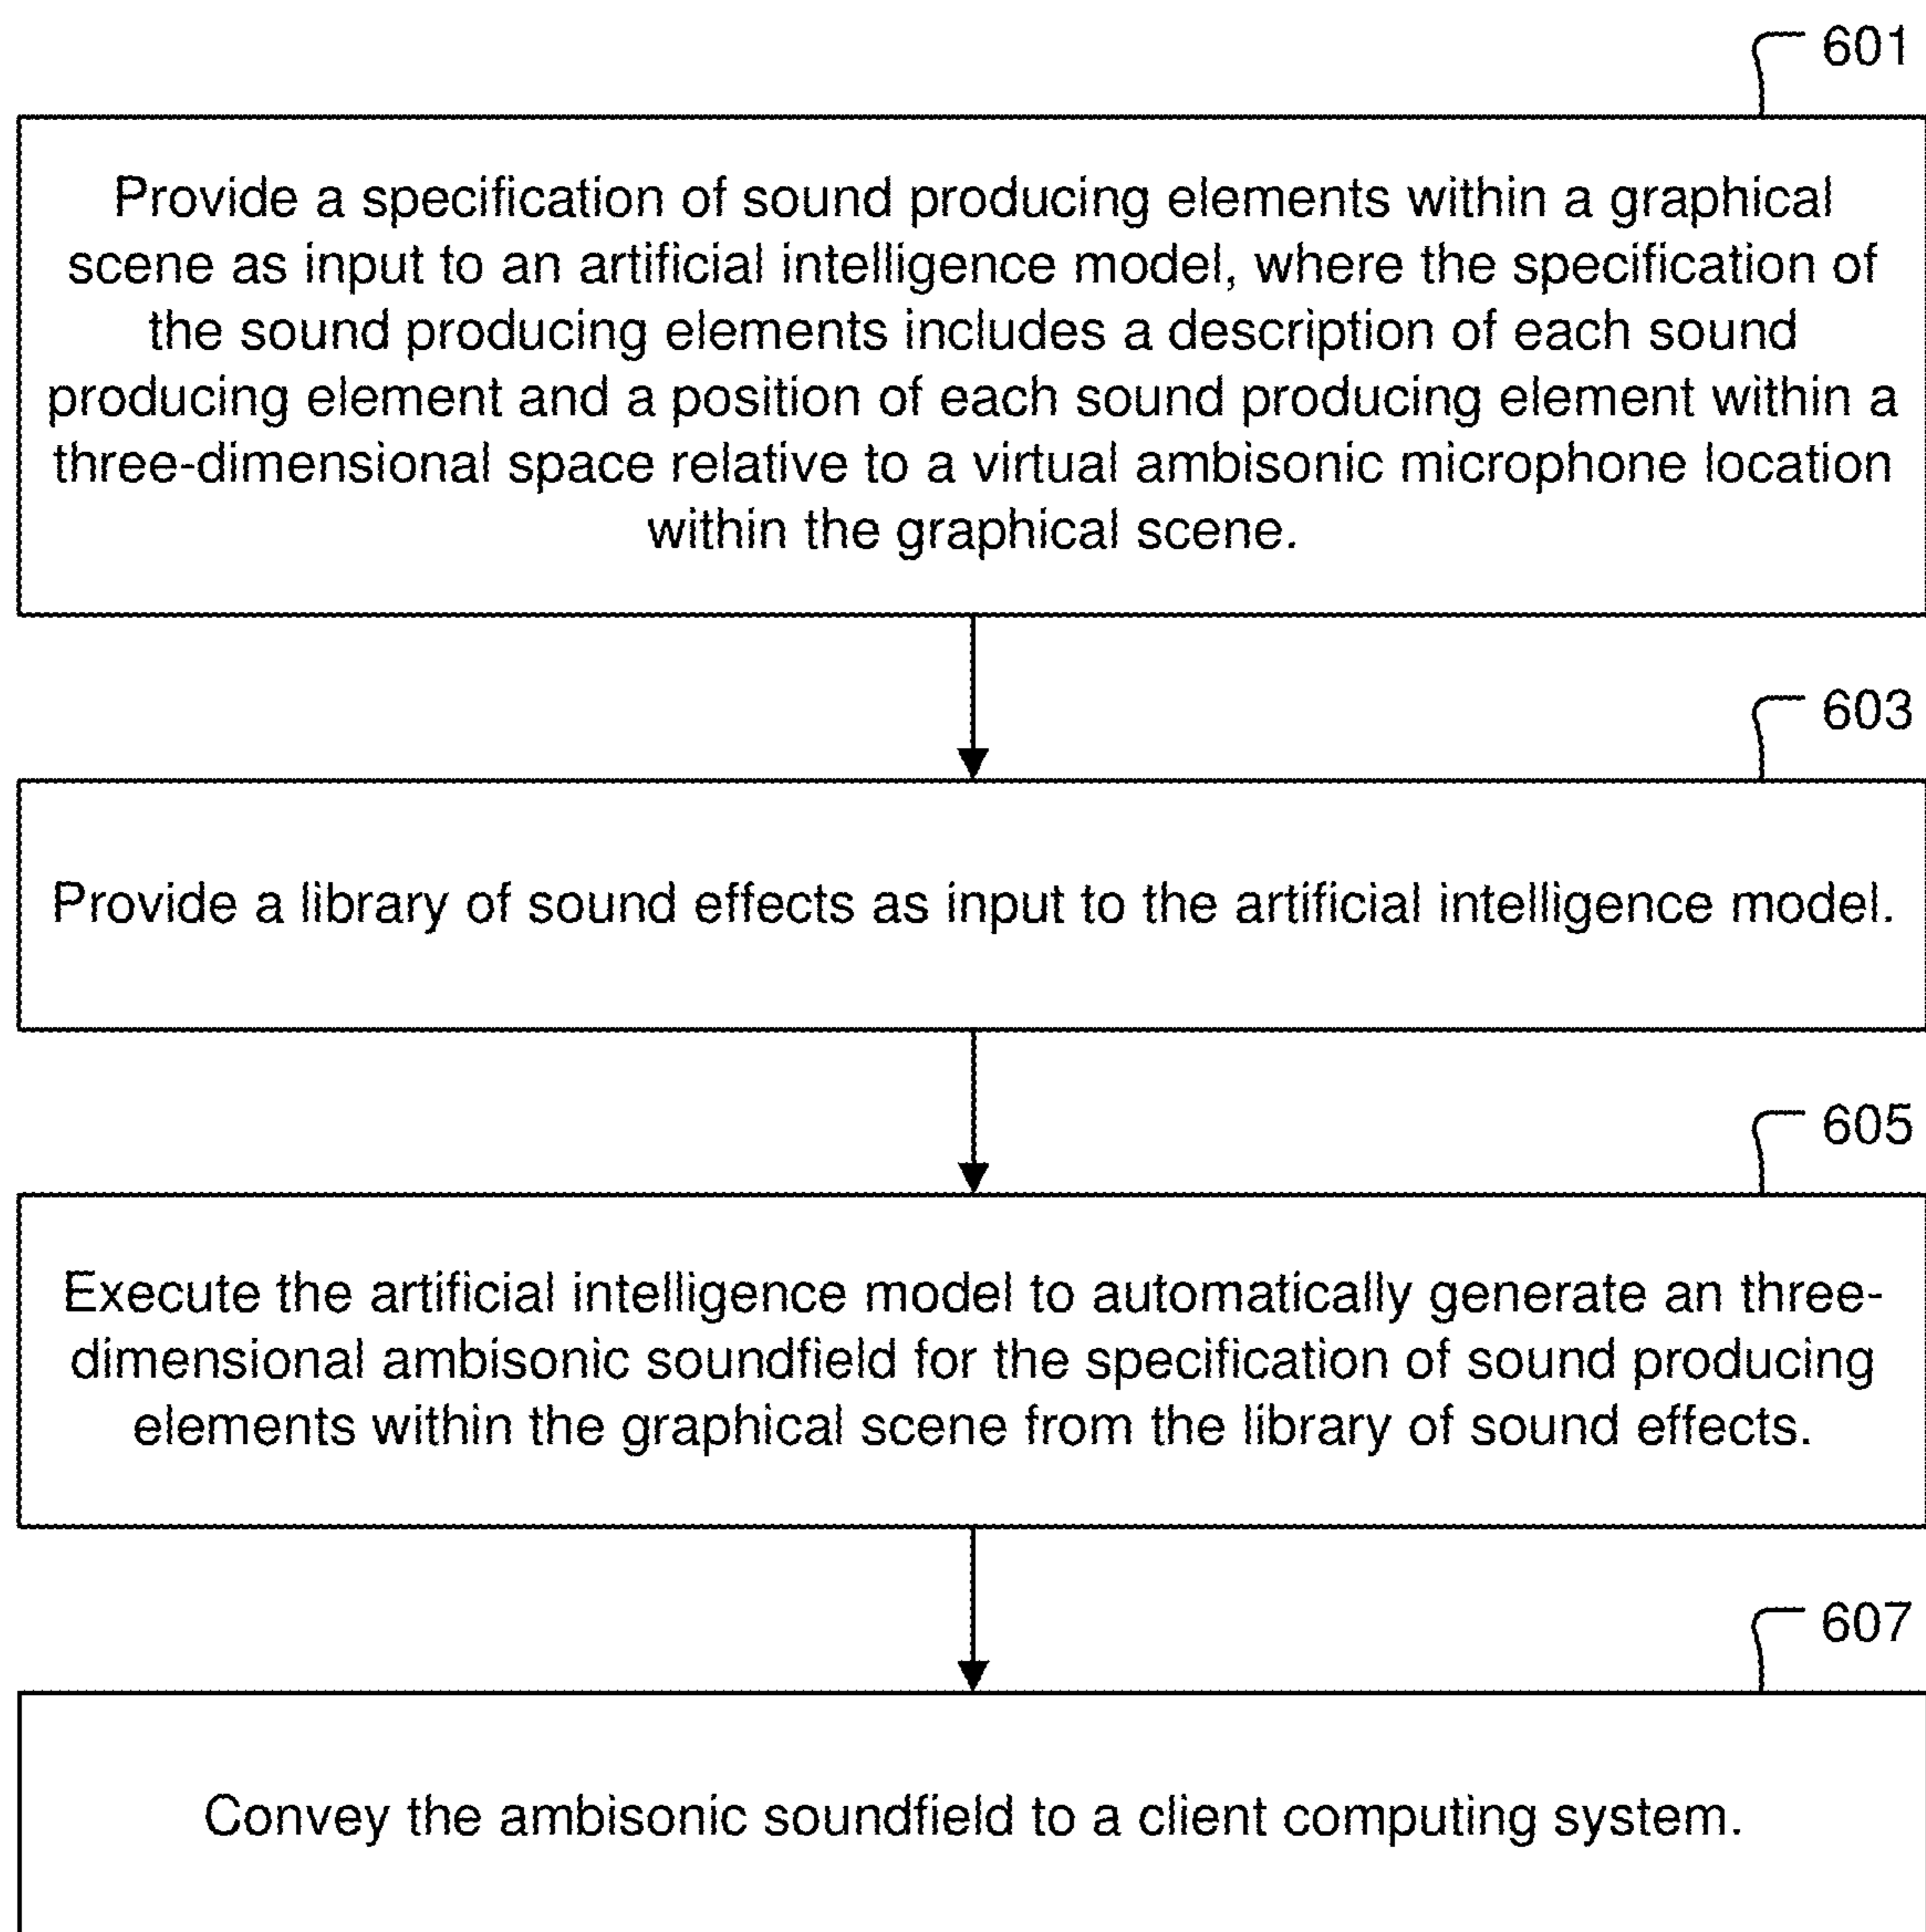 601
Provide a specification of sound producing elements within a graphical
scene as input to an artificial intelligence model, where the specification of
the sound producing elements includes a description of each sound
producing element and a position of each sound producing element within a
three-dimensional space relative to a virtual ambisonic microphone location
within the graphical scene.
603
Provide a library of sound effects as input to the artificial intelligence model.
605
Execute the artificial intelligence model to automatically generate an three-
dimensional ambisonic soundfield for the specification of sound producing
elements within the graphical scene from the library of sound effects.
607
Convey the ambisonic soundfield to a client computing system.